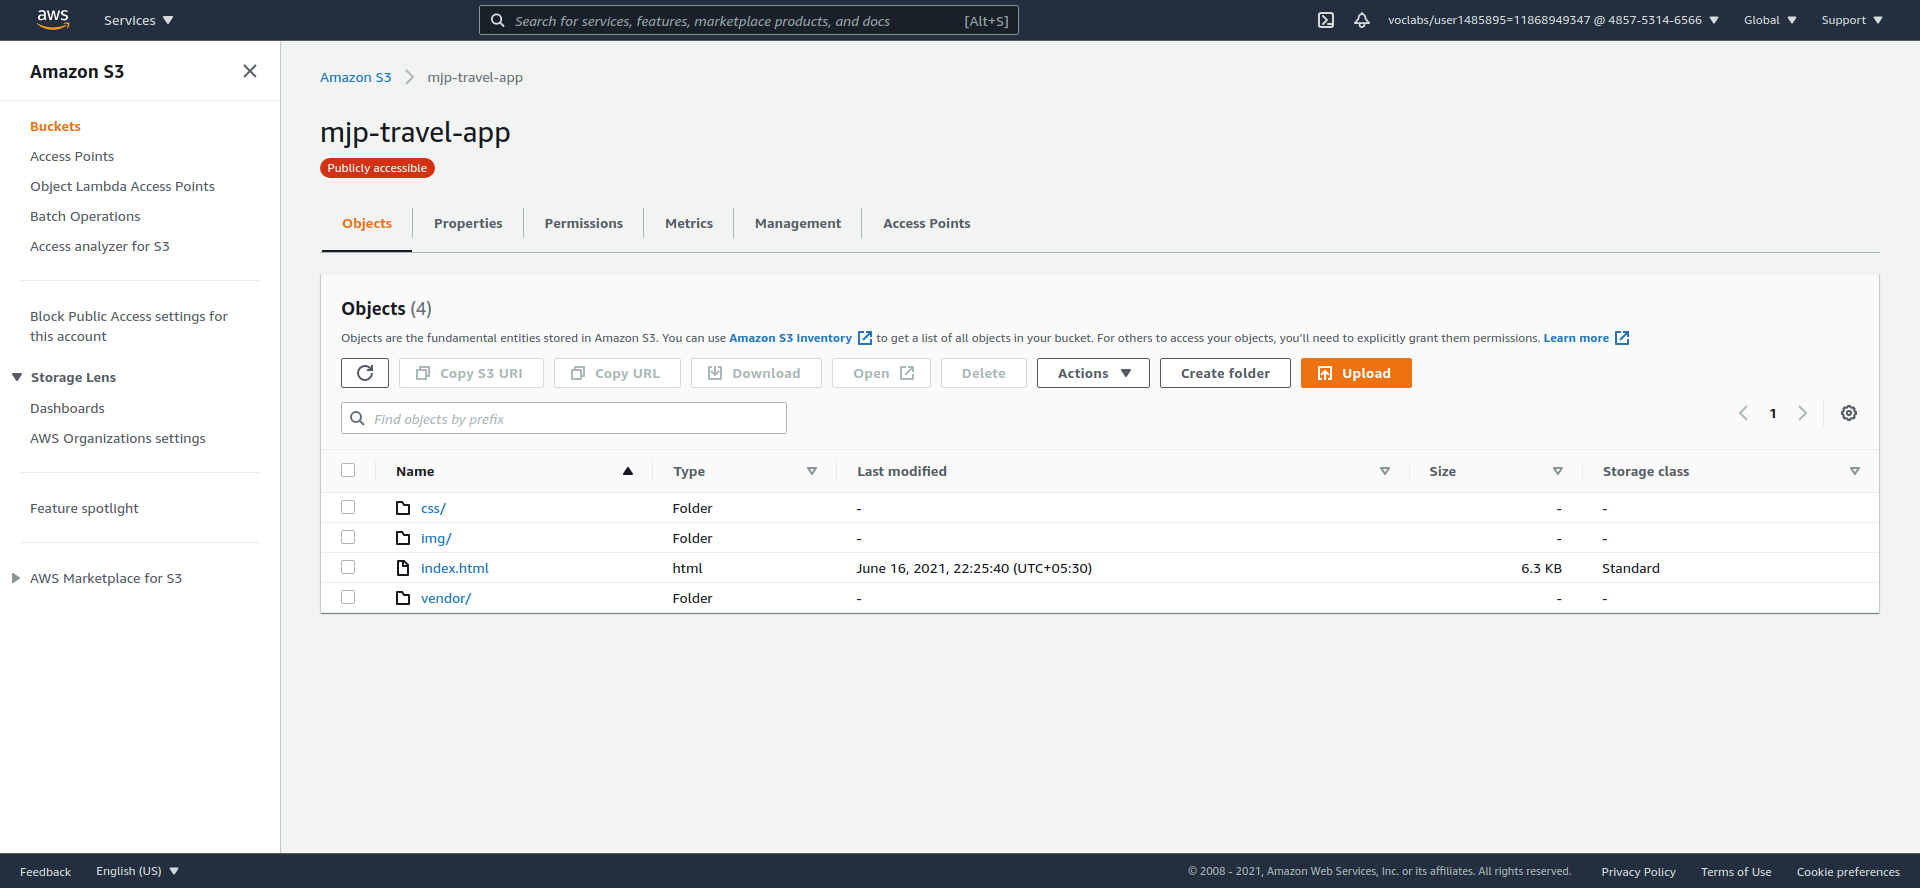 aws Services Search for services, features, marketplace products, and docs [Alt+S] voclabs/user1485895=11868949347 @ 4857-5314-6566 Global Support
Amazon S3
Buckets
Access Points
Object Lambda Access Points
Batch Operations
Access analyzer for S3
Block Public Access settings for
this account
Storage Lens
Dashboards
AWS Organizations settings
Feature spotlight
AWS Marketplace for S3
Amazon S3 mjp-travel-app
mjp-travel-app
Publicly accessible
Objects Properties Permissions Metrics Management Access Points
Objects (4)
Objects are the fundamental entities stored in Amazon S3. You can use Amazon S3 inventory to get a list of all objects in your bucket. For others to access your objects, you'll need to explicitly grant them permissions. Learn more
Copy S3 URI Copy URL Download Open Delete Actions Create folder Upload
Find objects by prefix 1
Name Type Last modified Size Storage class
css/ Folder - - -
img/ Folder - - -
index.html html June 16, 2021, 22:25:40 (UTC+05:30) 6.3 KB Standard
vendor/ Folder - - -
Feedback English (US) © 2008 - 2021, Amazon Web Services, Inc. or its affiliates. All rights reserved. Privacy Policy Terms of Use Cookie preferences